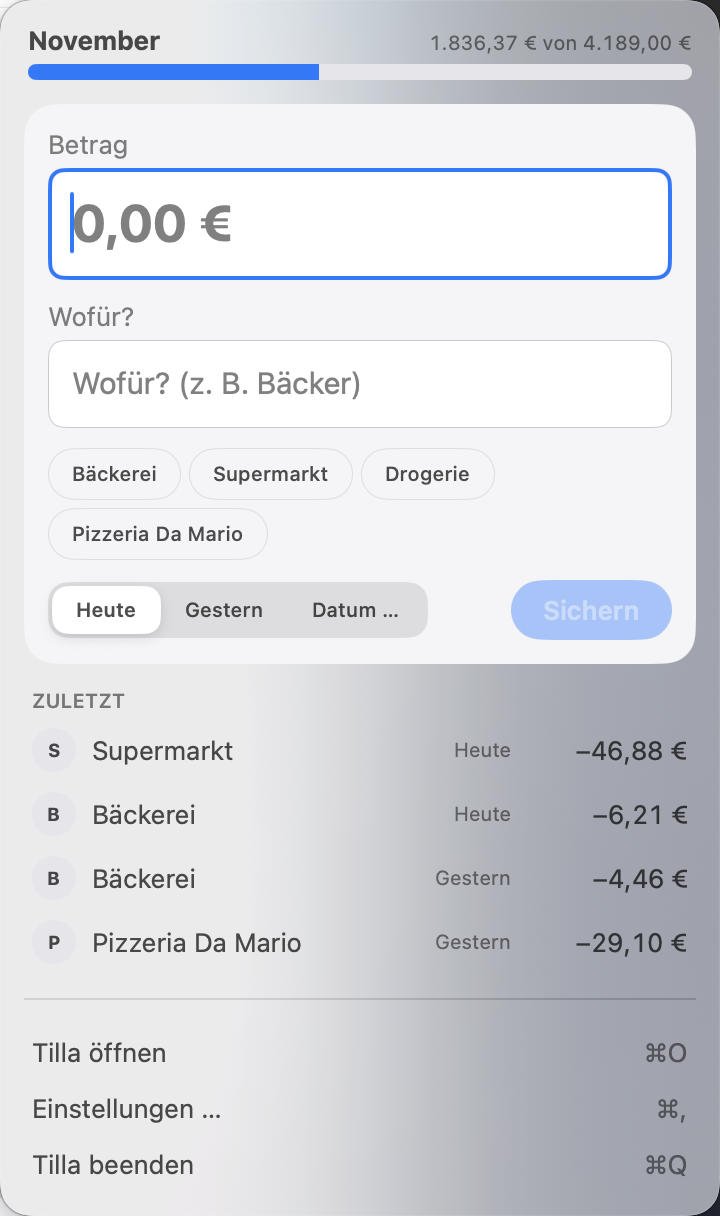 November 1.836,37 € von 4.189,00 €
Betrag
0,00 €
Wofür?
Wofür? (z. B. Bäcker)
Bäckerei Supermarkt Drogerie
Pizzeria Da Mario
Heute Gestern Datum ... Sichern
ZULETZT
S Supermarkt Heute –46,88 €
B Bäckerei Heute –6,21 €
B Bäckerei Gestern –4,46 €
P Pizzeria Da Mario Gestern –29,10 €
Tilla öffnen ⌘O
Einstellungen ... ⌘,
Tilla beenden ⌘Q